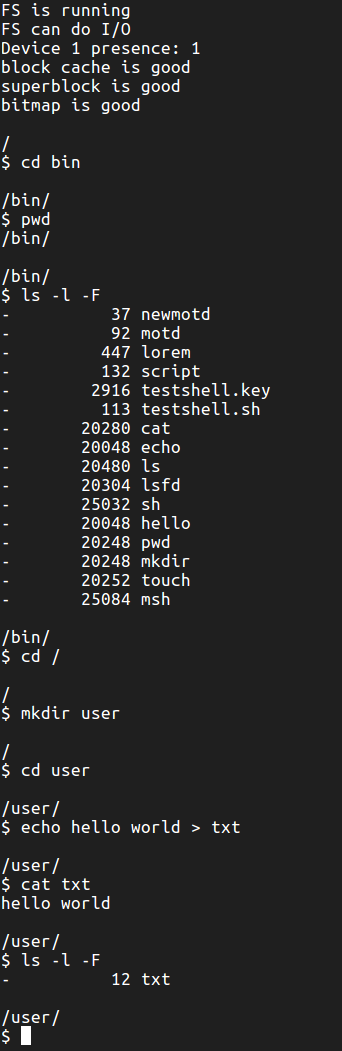 FS is running
FS can do I/O
Device 1 presence: 1
block cache is good
superblock is good
bitmap is good
/
$ cd bin
/bin/
$ pwd
/bin/
/bin/
$ ls -l -F
-          37 newmotd
-          92 motd
-         447 lorem
-         132 script
-        2916 testshell.key
-         113 testshell.sh
-       20280 cat
-       20048 echo
-       20480 ls
-       20304 lsfd
-       25032 sh
-       20048 hello
-       20248 pwd
-       20248 mkdir
-       20252 touch
-       25084 msh
/bin/
$ cd /
/
$ mkdir user
/
$ cd user
/user/
$ echo hello world > txt
/user/
$ cat txt
hello world
/user/
$ ls -l -F
-          12 txt
/user/
$